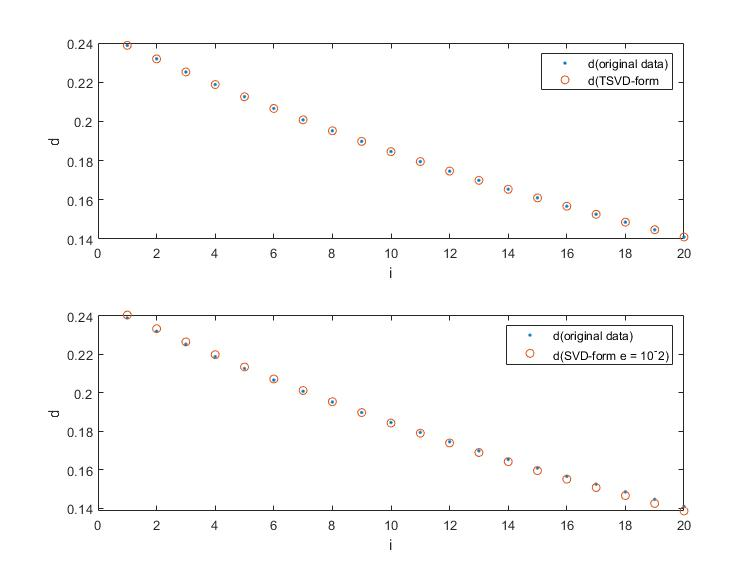 0.24
0.22
0.2
0.18
0.16
0.14
d
d(original data)
d(TSVD-form
0 2 4 6 8 10 12 14 16 18 20
i
0.24
0.22
0.2
0.18
0.16
0.14
d
d(original data)
d(SVD-form e = 10⁻2)
0 2 4 6 8 10 12 14 16 18 20
i